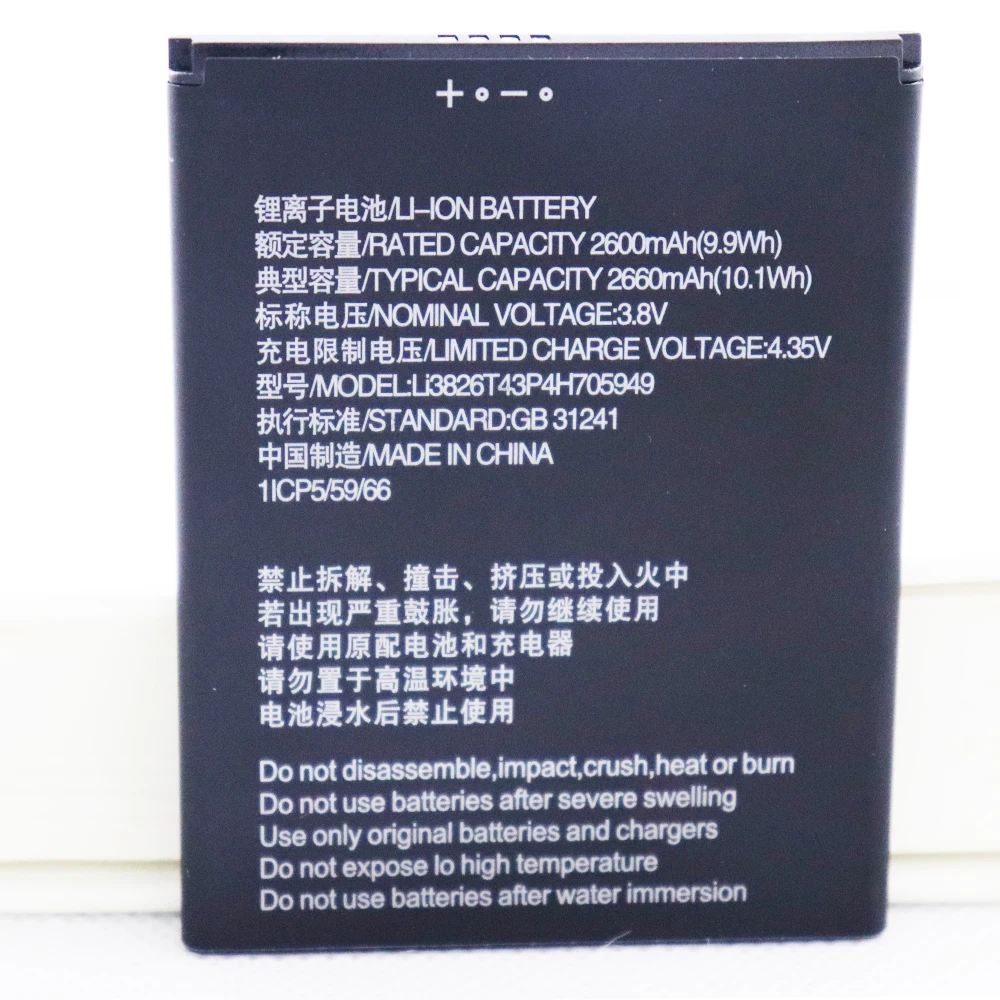 + ∘ − ∘
锂离子电池/LI-ION BATTERY
额定容量/RATED CAPACITY 2600mAh(9.9Wh)
典型容量/TYPICAL CAPACITY 2660mAh(10.1Wh)
标称电压/NOMINAL VOLTAGE:3.8V
充电限制电压/LIMITED CHARGE VOLTAGE:4.35V
型号/MODEL:Li3826T43P4H705949
执行标准/STANDARD:GB 31241
中国制造/MADE IN CHINA
1ICP5/59/66
禁止拆解、撞击、挤压或投入火中
若出现严重鼓胀，请勿继续使用
请使用原配电池和充电器
请勿置于高温环境中
电池浸水后禁止使用
Do not disassemble,impact,crush,heat or burn
Do not use batteries after severe swelling
Use only original batteries and chargers
Do not expose lo high temperature
Do not use batteries after water immersion